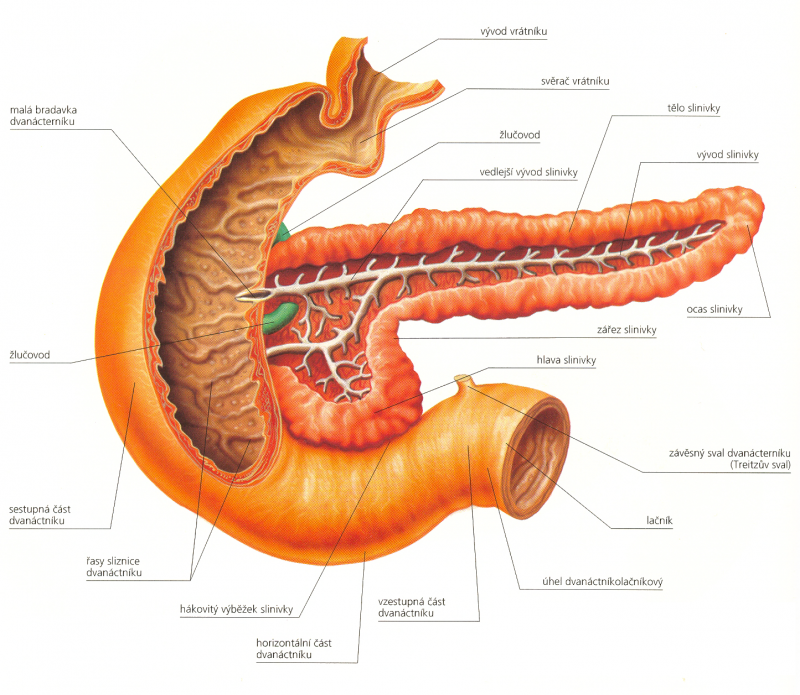 vývod vrátníku
svěrač vrátníku
malá bradavka
dvanácterníku
tělo slinivky
žlučovod
vývod slinivky
vedlejší vývod slinivky
ocas slinivky
zářez slinivky
žlučovod
hlava slinivky
závěsný sval dvanácterníku
(Treitzův sval)
sestupná část
dvanáctníku
lačník
řasy sliznice
dvanáctníku
úhel dvanáctníkolačníkový
hákovitý výběžek slinivky
vzestupná část
dvanáctníku
horizontální část
dvanáctníku